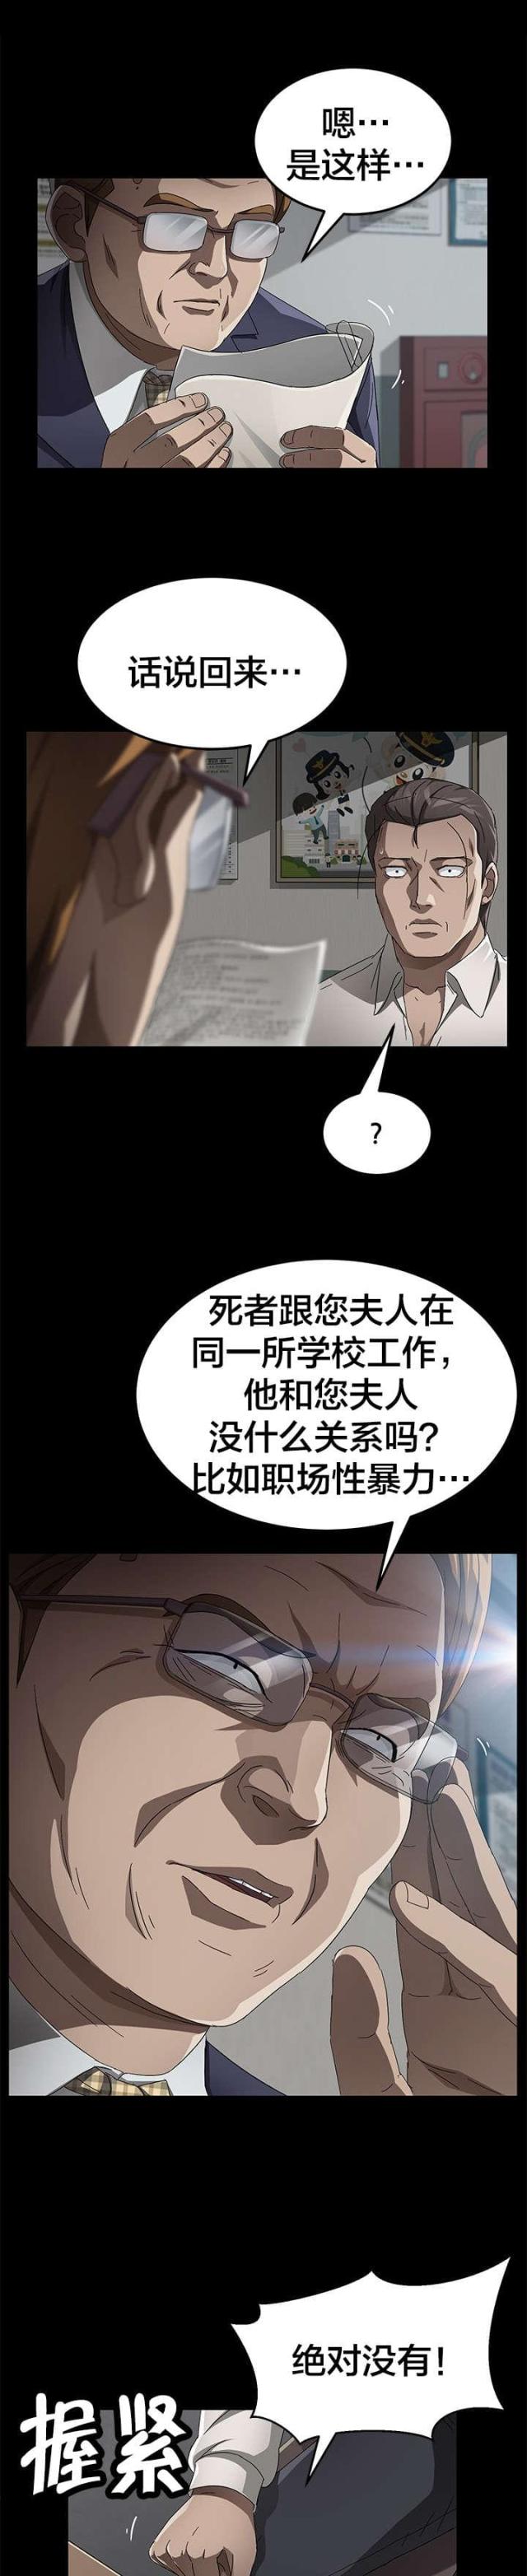 嗯…
是这样…
话说回来…
?
死者跟您夫人在
同一所学校工作，
他和您夫人
没什么关系吗？
比如职场性暴力…
绝对没有！
握紧